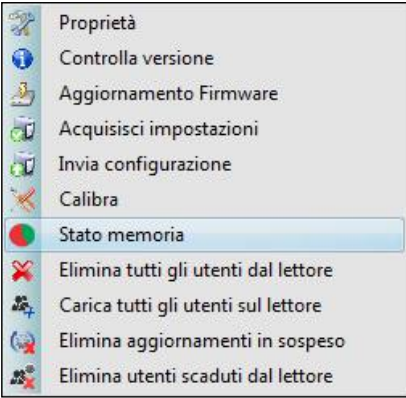 Proprietà
Controlla versione
Aggiornamento Firmware
Acquisisci impostazioni
Invia configurazione
Calibra
Stato memoria
Elimina tutti gli utenti dal lettore
Carica tutti gli utenti sul lettore
Elimina aggiornamenti in sospeso
Elimina utenti scaduti dal lettore